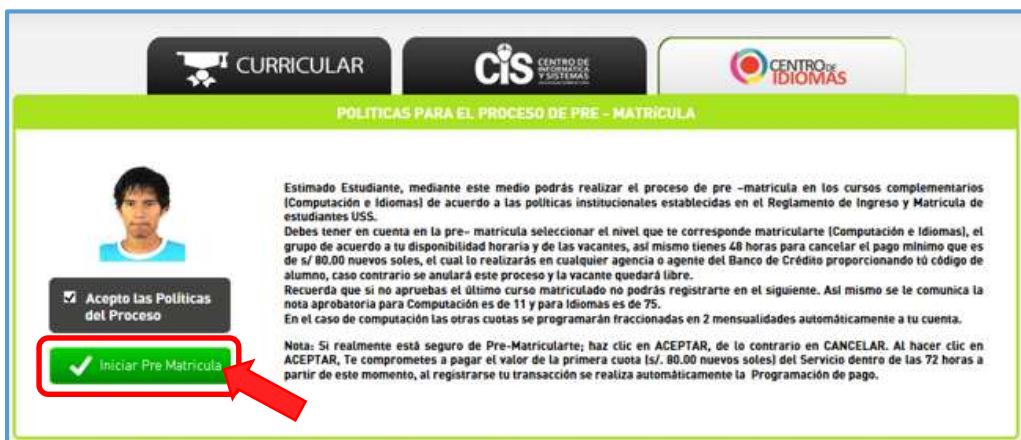 CURRICULAR
CiS CENTRO DE
INFORMÁTICA
Y SISTEMAS
CENTRO DE
IDIOMAS
POLITICAS PARA EL PROCESO DE PRE - MATRÍCULA
Estimado Estudiante, mediante este medio podrás realizar el proceso de pre –matricula en los cursos complementarios
(Computación e Idiomas) de acuerdo a las políticas institucionales establecidas en el Reglamento de Ingreso y Matricula de
estudiantes USS.
Debes tener en cuenta en la pre– matricula seleccionar el nivel que te corresponde matricularte (Computación e Idiomas), el
grupo de acuerdo a tu disponibilidad horaria y de las vacantes, así mismo tienes 48 horas para cancelar el pago mínimo que es
de s/ 80.00 nuevos soles, el cual lo realizarás en cualquier agencia o agente del Banco de Crédito proporcionando tú código de
alumno, caso contrario se anulará este proceso y la vacante quedará libre.
Recuerda que si no apruebas el último curso matriculado no podrás registrarte en el siguiente. Así mismo se le comunica la
nota aprobatoria para Computación es de 11 y para Idiomas es de 75.
En el caso de computación las otras cuotas se programarán fraccionadas en 2 mensualidades automáticamente a tu cuenta.
Nota: Si realmente está seguro de Pre-Matricularte; haz clic en ACEPTAR, de lo contrario en CANCELAR. Al hacer clic en
ACEPTAR, Te comprometes a pagar el valor de la primera cuota (s/. 80.00 nuevos soles) del Servicio dentro de las 72 horas a
partir de este momento, al registrarse tu transacción se realiza automáticamente la Programación de pago.
Acepto las Políticas
del Proceso
Iniciar Pre Matricula